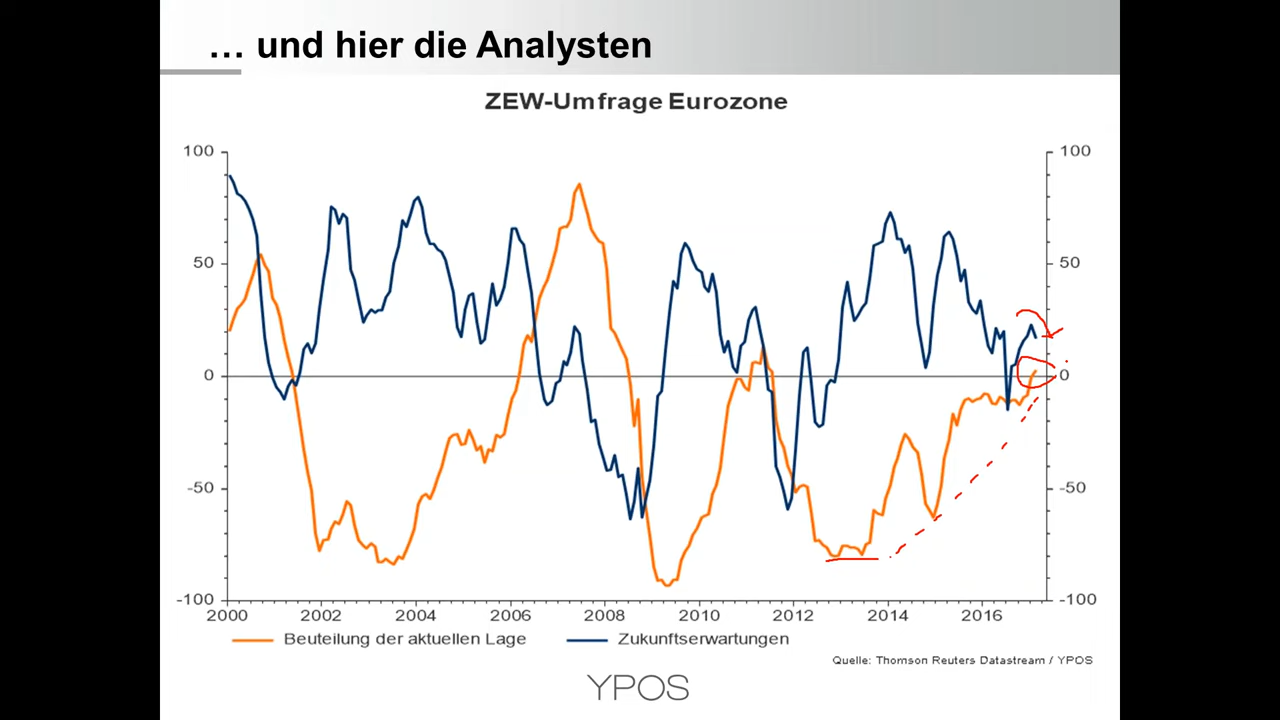 … und hier die Analysten
ZEW-Umfrage Eurozone
100 100
50 50
0 0
-50 -50
-100 -100
2000 2002 2004 2006 2008 2010 2012 2014 2016
Beuteilung der aktuellen Lage Zukunftserwartungen
Quelle: Thomson Reuters Datastream / YPOS
YPOS